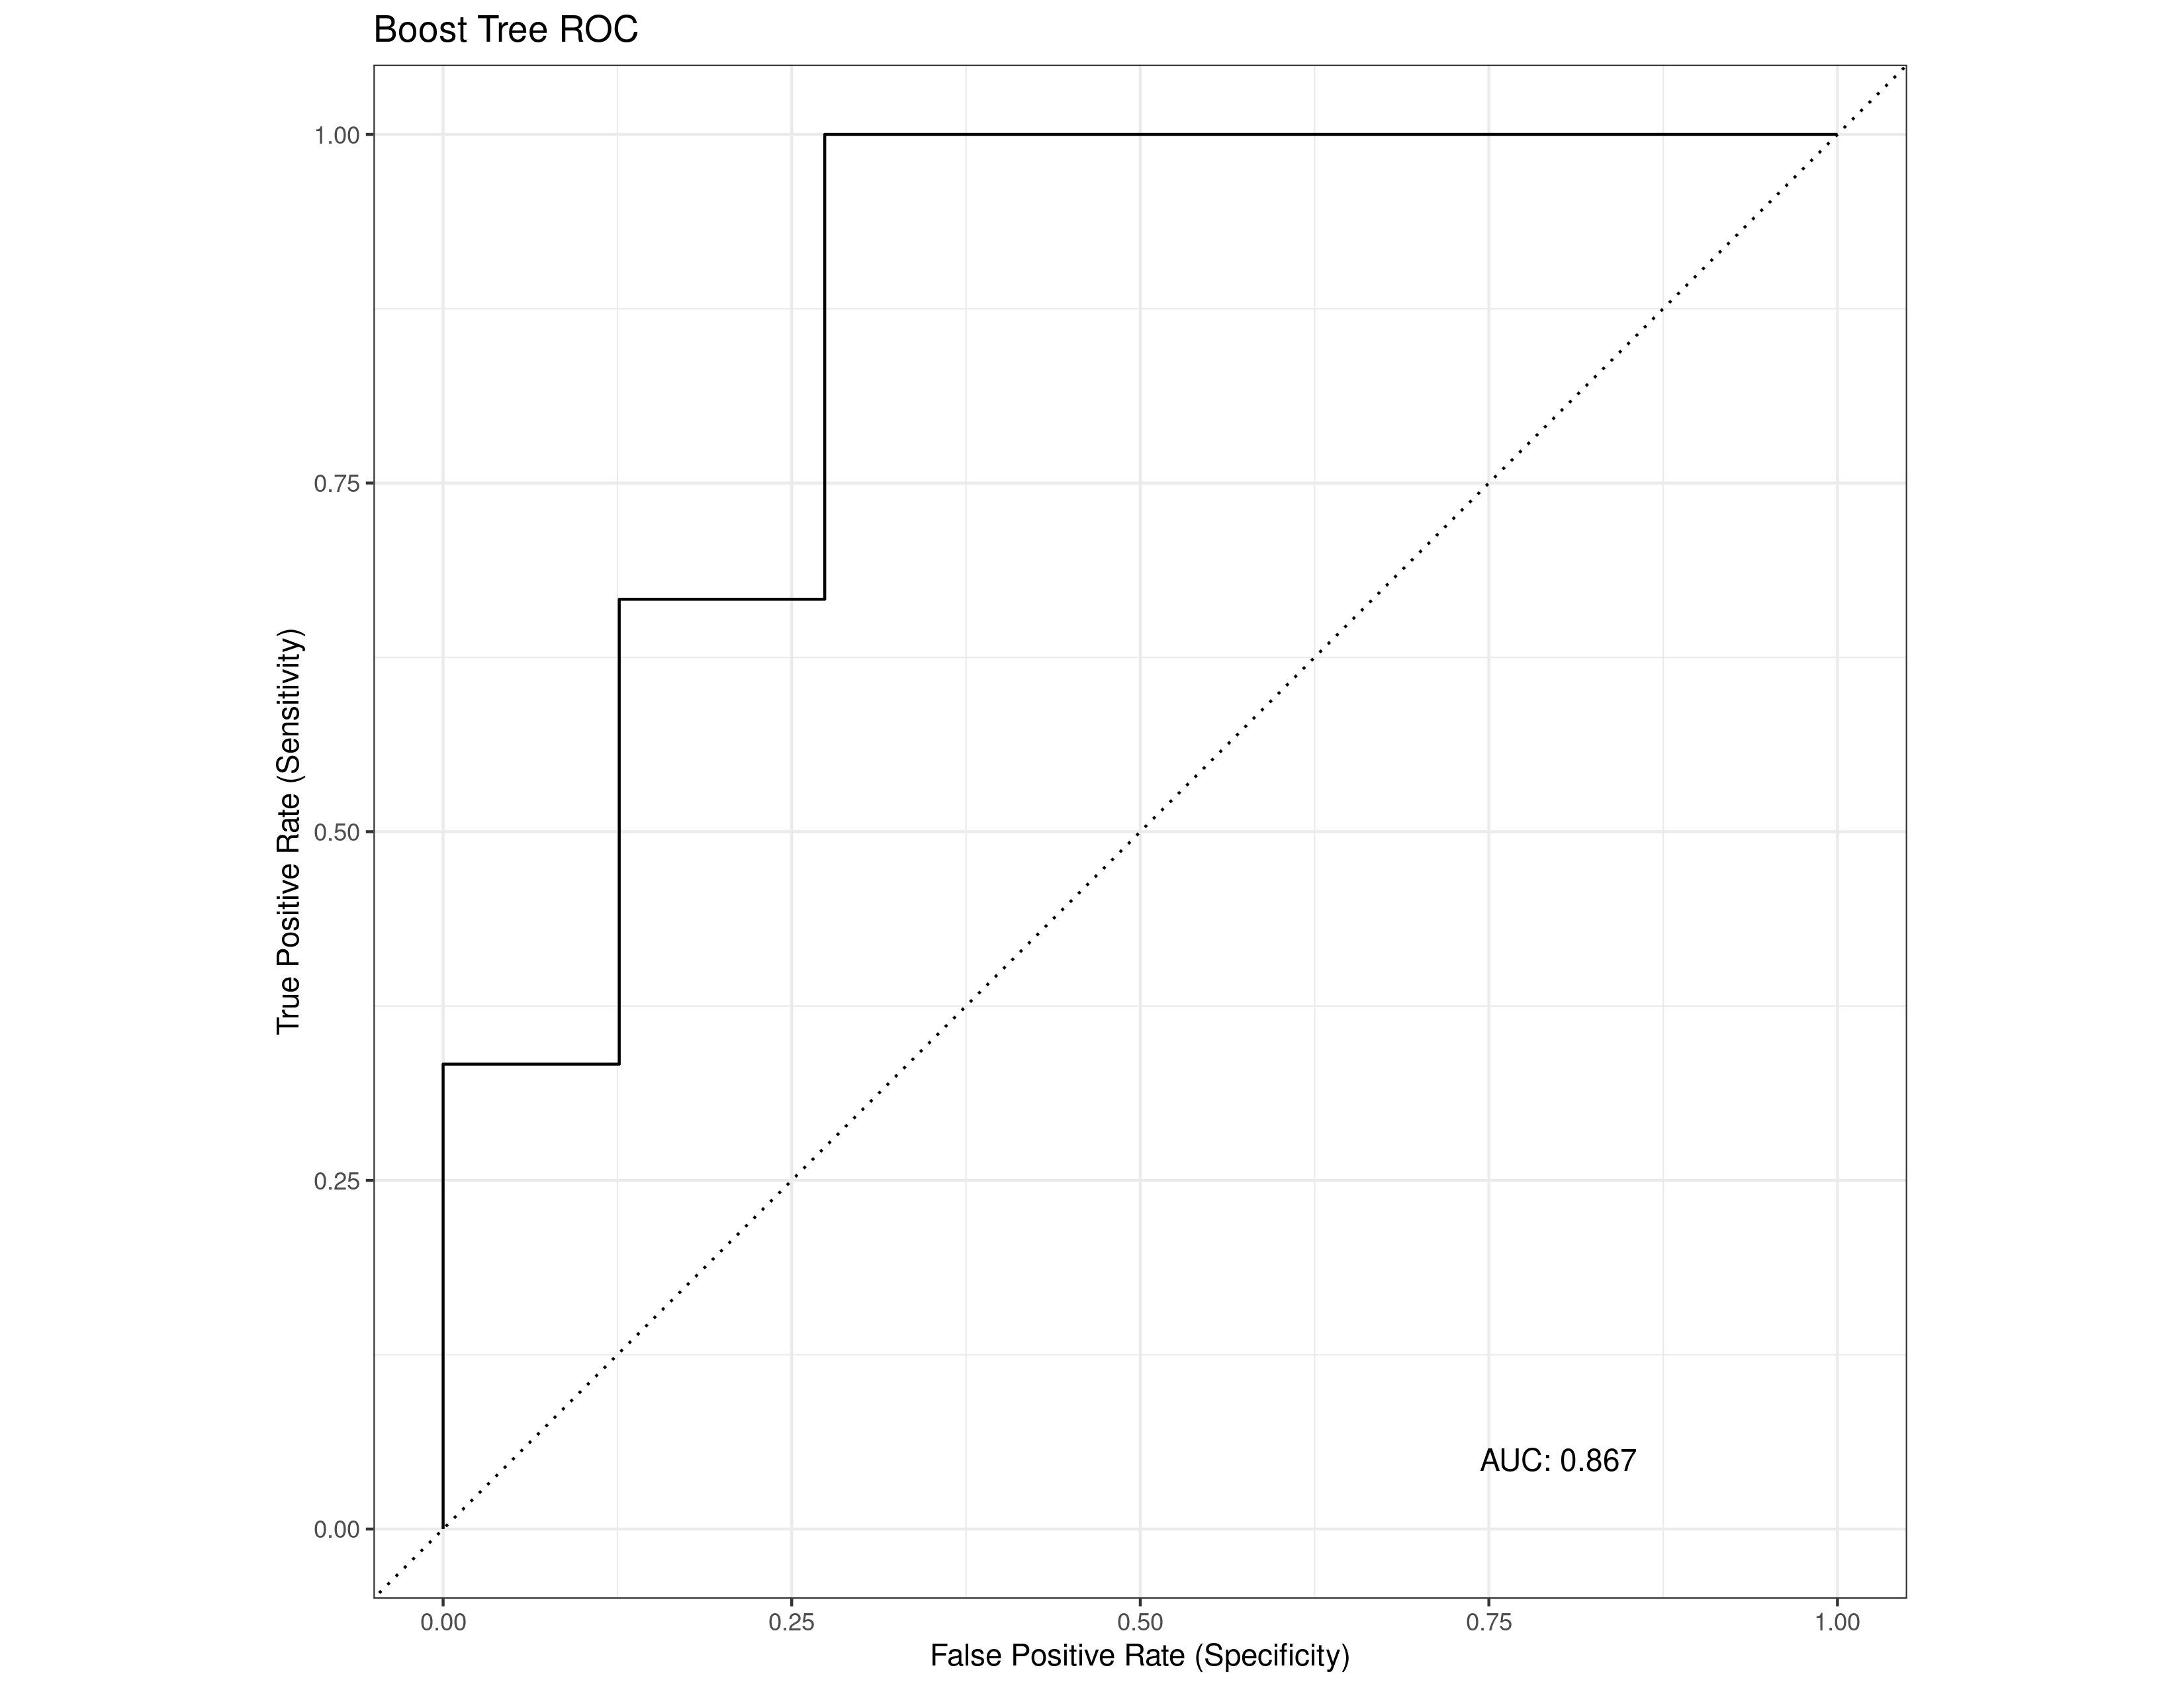 Boost Tree ROC
True Positive Rate (Sensitivity)
1.00
0.75
0.50
0.25
0.00
AUC: 0.867
0.00 0.25 0.50 0.75 1.00
False Positive Rate (Specificity)